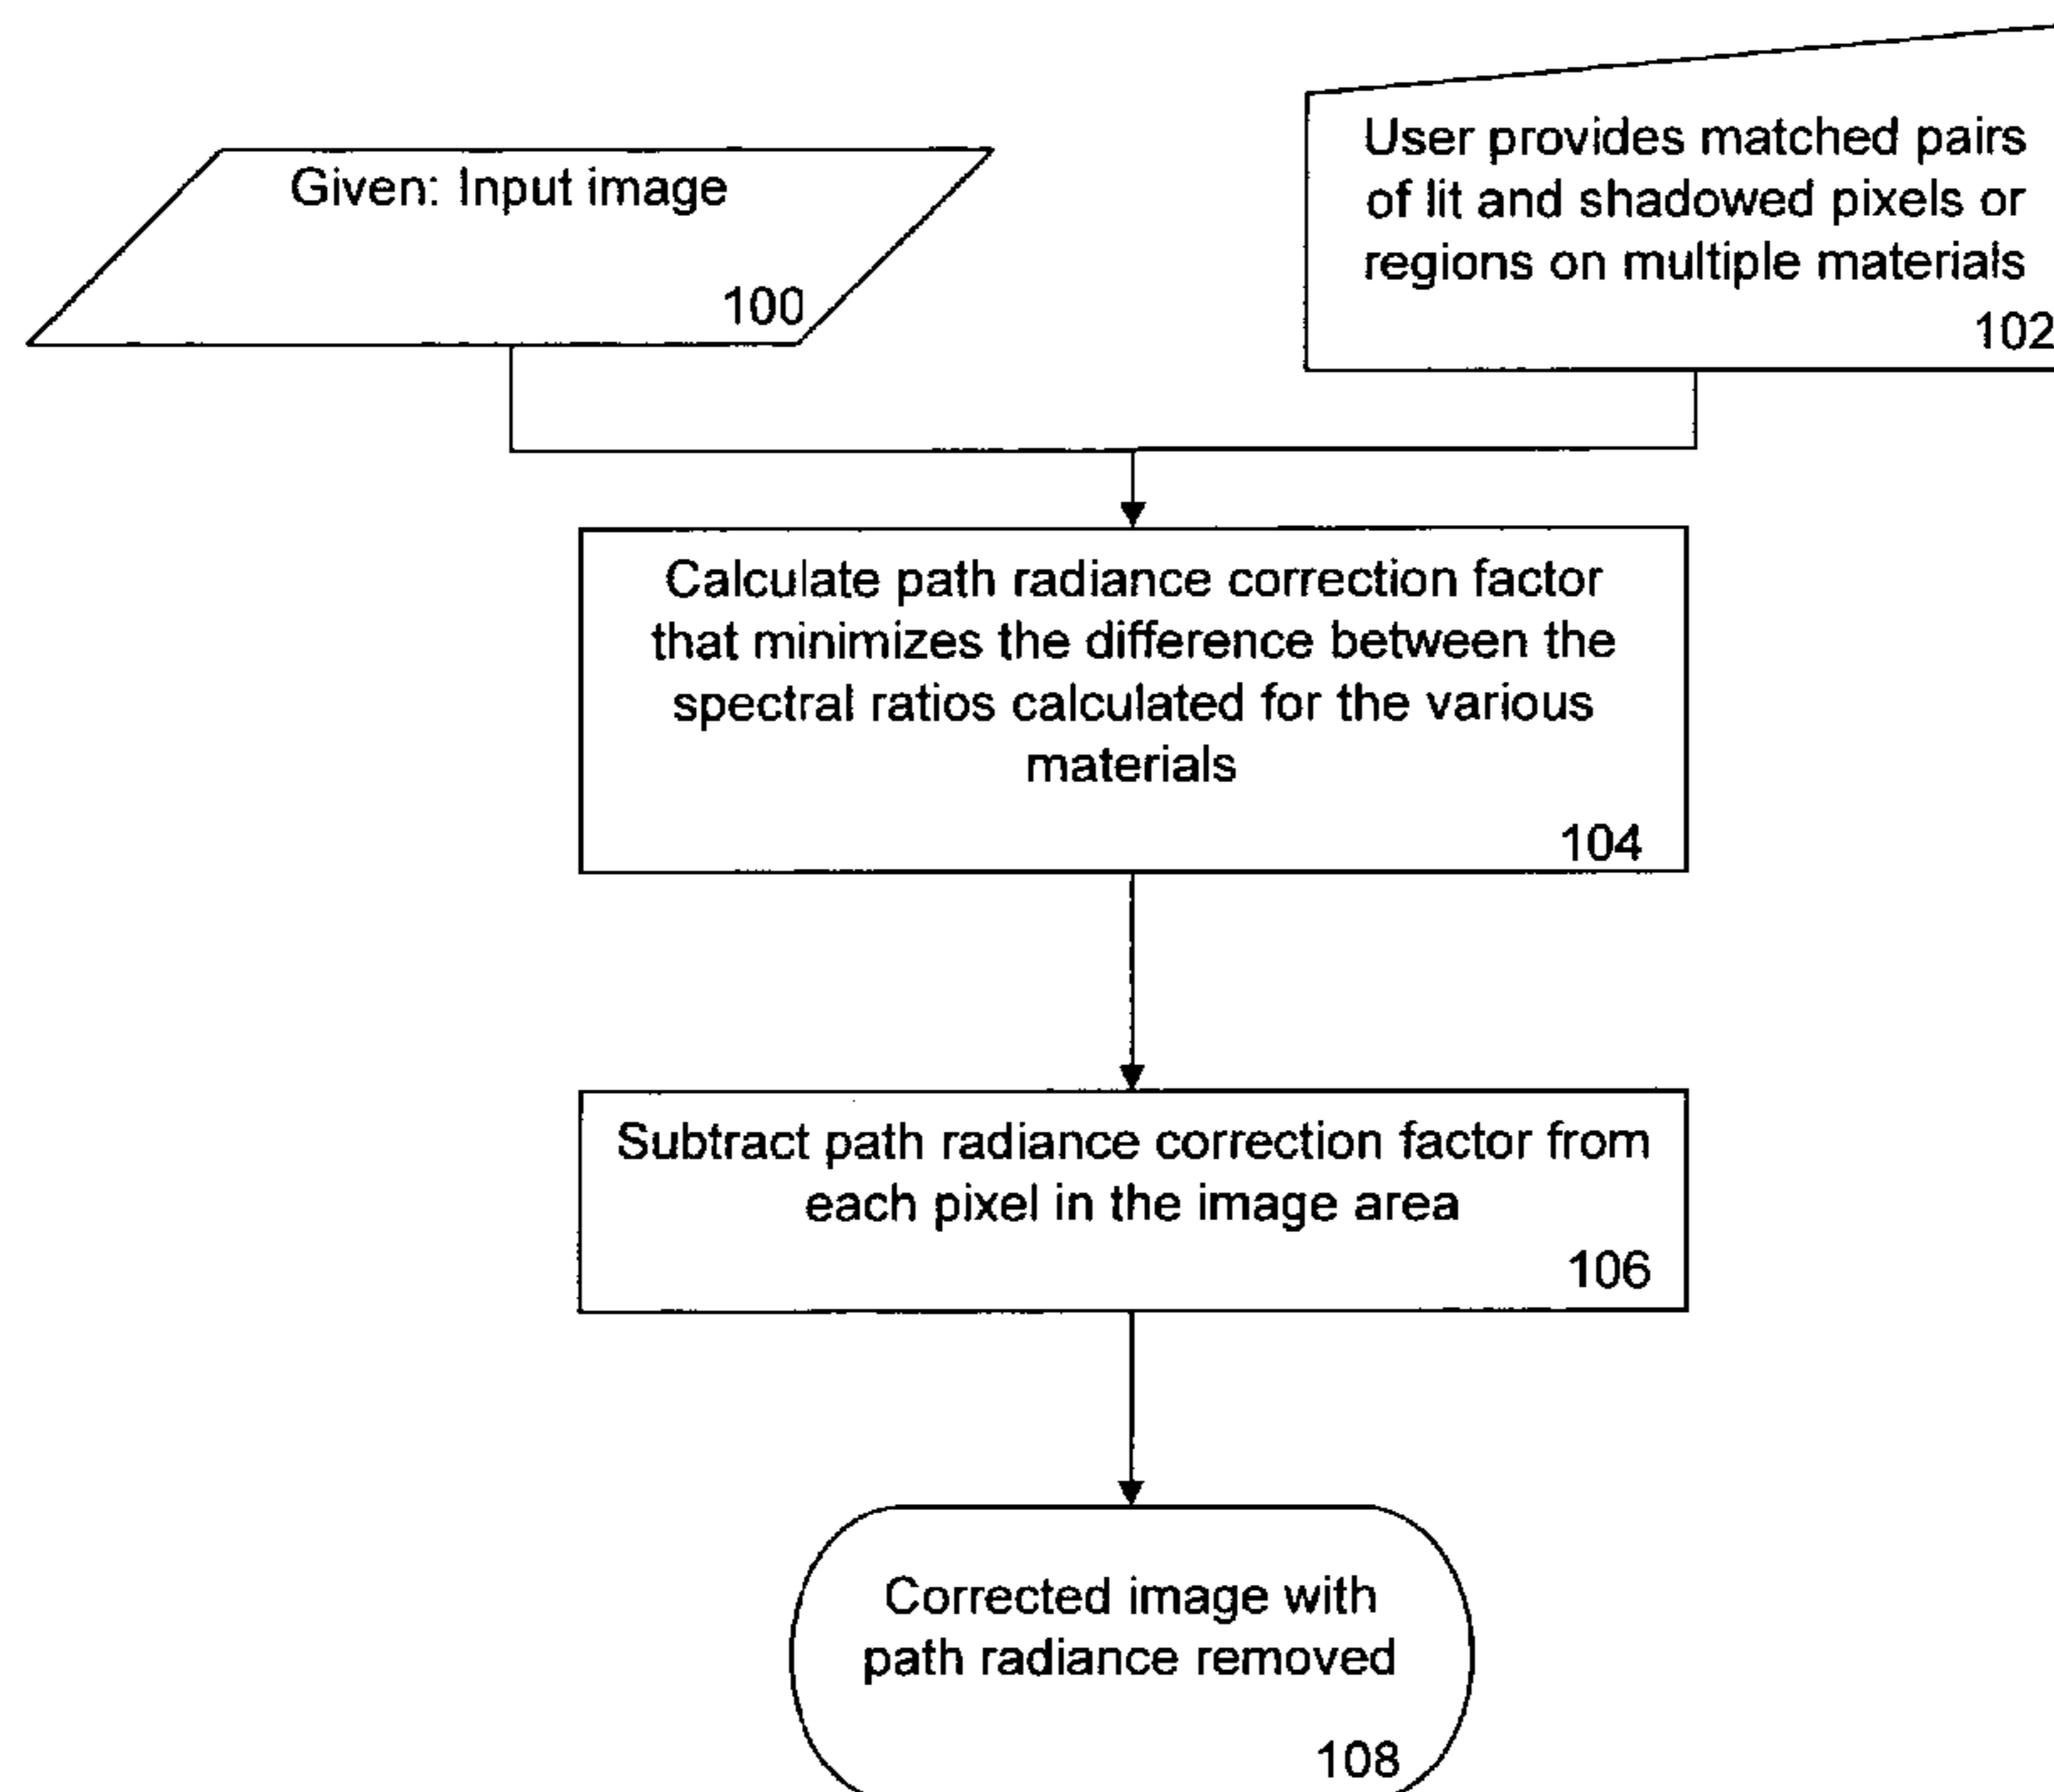 Given: Input image
100
User provides matched pairs
of lit and shadowed pixels or
regions on multiple materials
102
Calculate path radiance correction factor
that minimizes the difference between the
spectral ratios calculated for the various
materials
104
Subtract path radiance correction factor from
each pixel in the image area
106
Corrected image with
path radiance removed
108